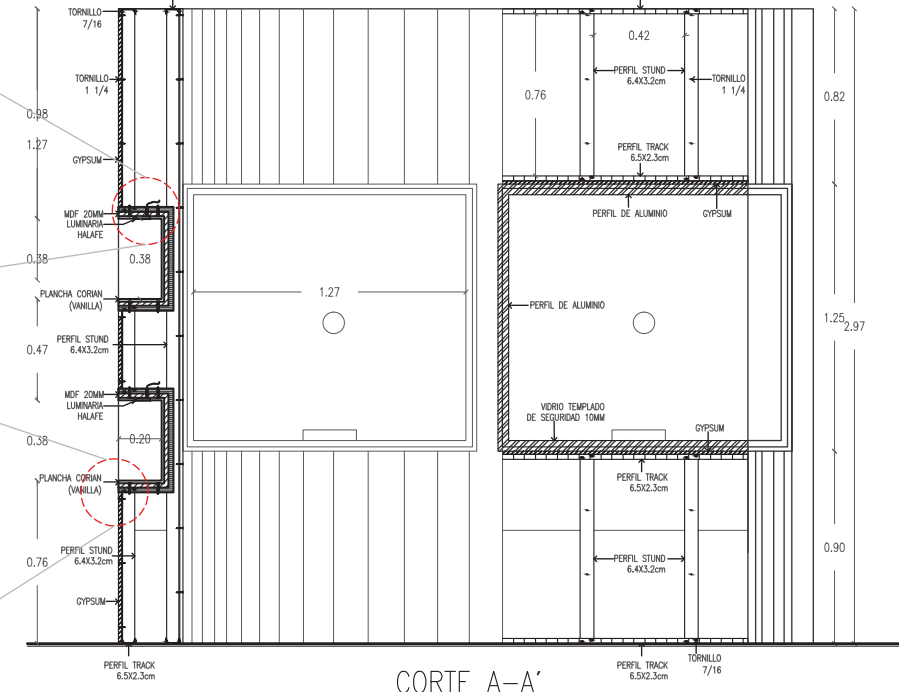 TORNILLO
7/16
TORNILLO
1 1/4
0.98
1.27
GYPSUM
MDF 20MM
LUMINARIA
HALAFE
0.38
0.38
PLANCHA CORIAN
(VANILLA)
PERFIL STUND
6.4X3.2cm
0.47
MDF 20MM
LUMINARIA
HALAFE
0.38
0.20
PLANCHA CORIAN
(VANILLA)
PERFIL STUND
6.4X3.2cm
0.76
GYPSUM
PERFIL TRACK
6.5X2.3cm
1.27
0.42
PERFIL STUND
6.4X3.2cm
TORNILLO
1 1/4
0.76
PERFIL TRACK
6.5X2.3cm
PERFIL DE ALUMINIO
GYPSUM
PERFIL DE ALUMINIO
VIDRIO TEMPLADO
DE SEGURIDAD 10MM
GYPSUM
PERFIL TRACK
6.5X2.3cm
PERFIL STUND
6.4X3.2cm
PERFIL TRACK
6.5X2.3cm
TORNILLO
7/16
0.82
1.25
2.97
0.90
CORTE A-A'